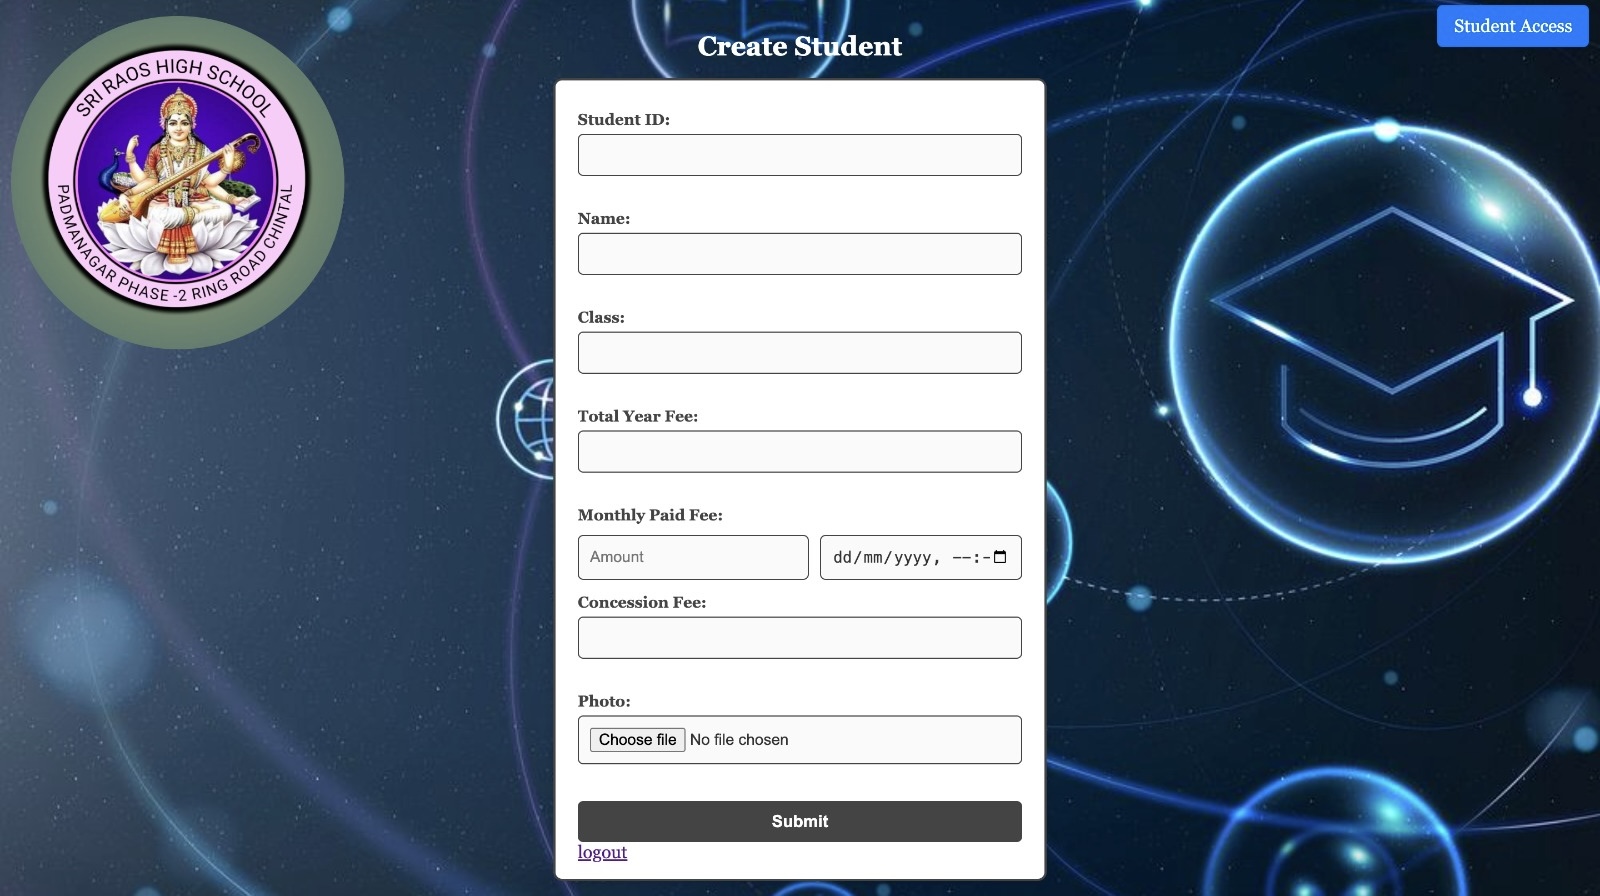 SRI RAOS HIGH SCHOOL
PADMANAGAR PHASE -2 RING ROAD CHINTAL
Student Access
Create Student
Student ID:
Name:
Class:
Total Year Fee:
Monthly Paid Fee:
Amount dd/mm/yyyy, --:-
Concession Fee:
Photo:
Choose file No file chosen
Submit
logout